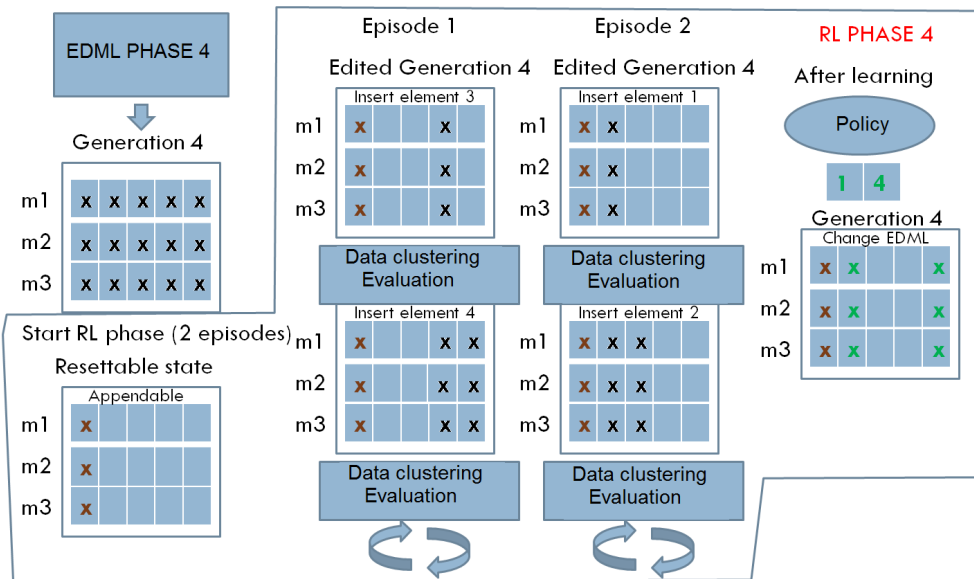 EDML PHASE 4
Generation 4
m1 x x x x x
m2 x x x x x
m3 x x x x x
Start RL phase (2 episodes)
Resettable state
Appendable
m1 x
m2 x
m3 x
Episode 1
Edited Generation 4
Insert element 3
m1 x x
m2 x x
m3 x x
Data clustering
Evaluation
Insert element 4
m1 x x x
m2 x x x
m3 x x x
Data clustering
Evaluation
Episode 2
Edited Generation 4
Insert element 1
m1 x x
m2 x x
m3 x x
Data clustering
Evaluation
Insert element 2
m1 x x x
m2 x x x
m3 x x x
Data clustering
Evaluation
RL PHASE 4
After learning
Policy
1 4
Generation 4
Change EDML
m1 x x x
m2 x x x
m3 x x x